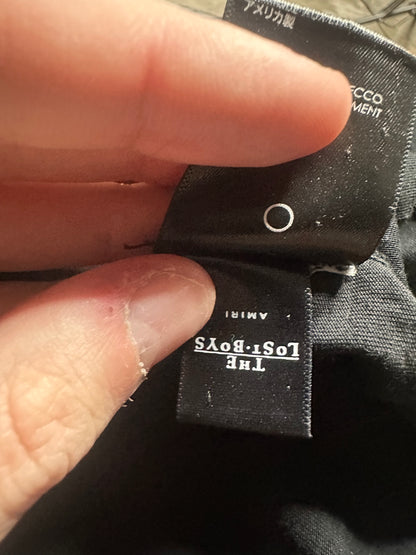 アメリカ製
ECCO
MENT
THE
LOST·BOYS
AMIRI